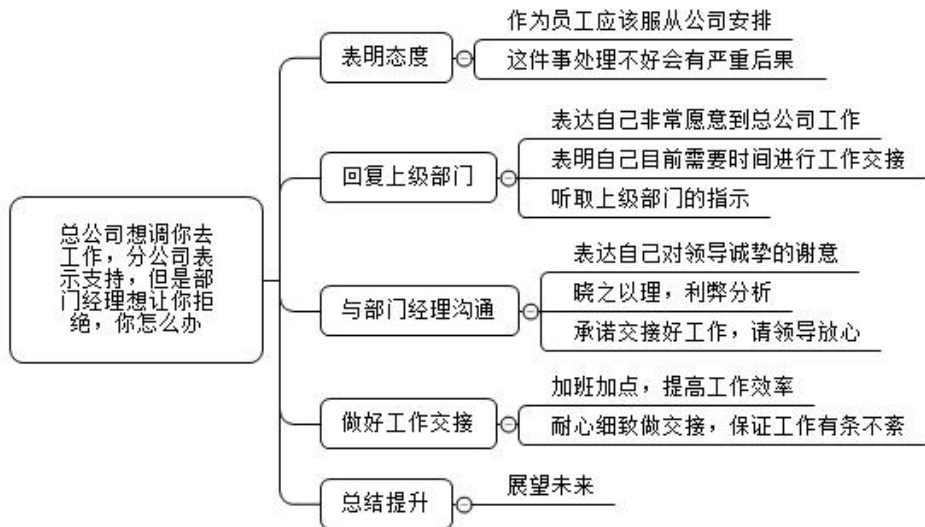 总公司想调你去
工作，分公司表
示支持，但是部
门经理想让你拒
绝，你怎么办
表明态度
作为员工应该服从公司安排
这件事处理不好会有严重后果
回复上级部门
表达自己非常愿意到总公司工作
表明自己目前需要时间进行工作交接
听取上级部门的指示
与部门经理沟通
表达自己对领导诚挚的谢意
晓之以理，利弊分析
承诺交接好工作，请领导放心
做好工作交接
加班加点，提高工作效率
耐心细致做交接，保证工作有条不紊
总结提升
展望未来